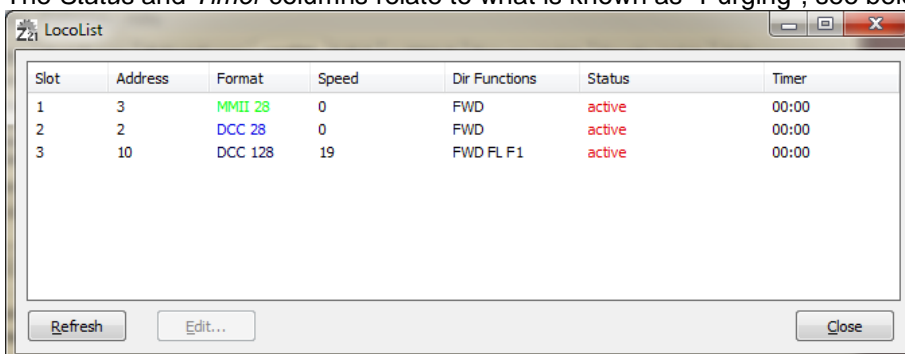 The Status and Timer columns relate to what is known as "Purging", see
Z21 LocoList
Slot Address Format Speed Dir Functions Status Timer
1 3 MMII 28 0 FWD active 00:00
2 2 DCC 28 0 FWD active 00:00
3 10 DCC 128 19 FWD FL F1 active 00:00
Refresh Edit... Close